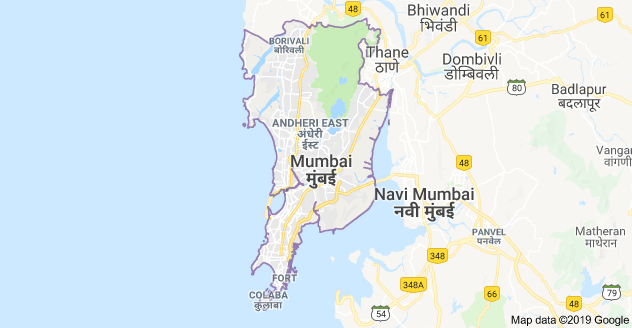 48
Bhiwandi
भिवंडी
61
BORIVALI
बोरिवली
Thane
ठाणे
61
Dombivli
डोम्बिवली
80
Badlapur
बदलापूर
ANDHERI EAST
अंधेरी
ईस्ट
Mumbai
मुंबई
48
Vangani
वांगणी
Navi Mumbai
नवी मुंबई
PANVEL
पनवेल
Matheran
माथेरान
348
FORT
COLABA
कुलाबा
348A
66
54
48
79
Map data ©2019 Google